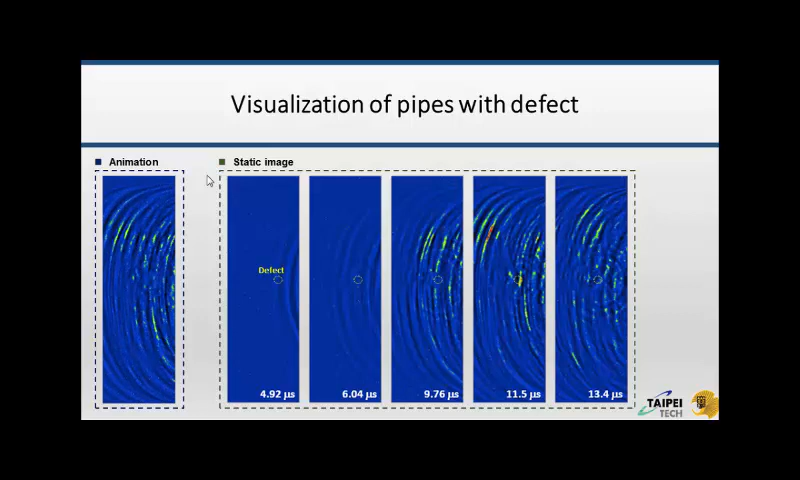 Visualization of pipes with defect
Animation
Static image
Defect
4.92 µs
6.04 µs
9.76 µs
11.5 µs
13.4 µs
TAIPEI
TECH